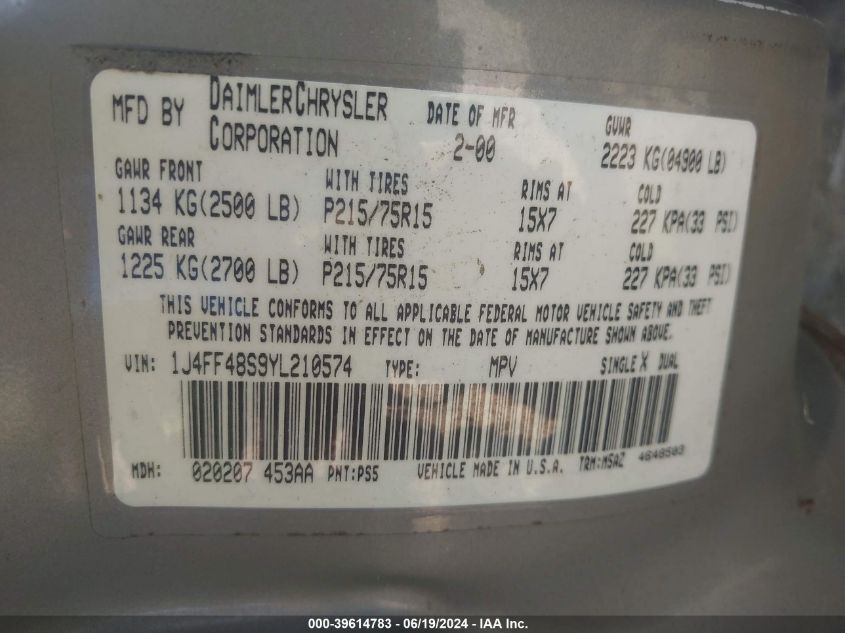 MFD BY DAIMLERCHRYSLER CORPORATION DATE OF MFR 2-00 GVWR 2223 KG(04900 LB)
GAWR FRONT WITH TIRES RIMS AT COLD
1134 KG(2500 LB) P215/75R15 15X7 227 KPA(33 PSI)
GAWR REAR WITH TIRES RIMS AT COLD
1225 KG(2700 LB) P215/75R15 15X7 227 KPA(33 PSI)
THIS VEHICLE CONFORMS TO ALL APPLICABLE FEDERAL MOTOR VEHICLE SAFETY AND THEFT
PREVENTION STANDARDS IN EFFECT ON THE DATE OF MANUFACTURE SHOWN ABOVE.
VIN: 1J4FF48S9YL210574 TYPE: MPV SINGLE X DUAL
MDH: 020207 453AA PNT:PS5 VEHICLE MADE IN U.S.A. TRM:MSAZ 4648503
000-39614783 - 06/19/2024 - IAAI.COM